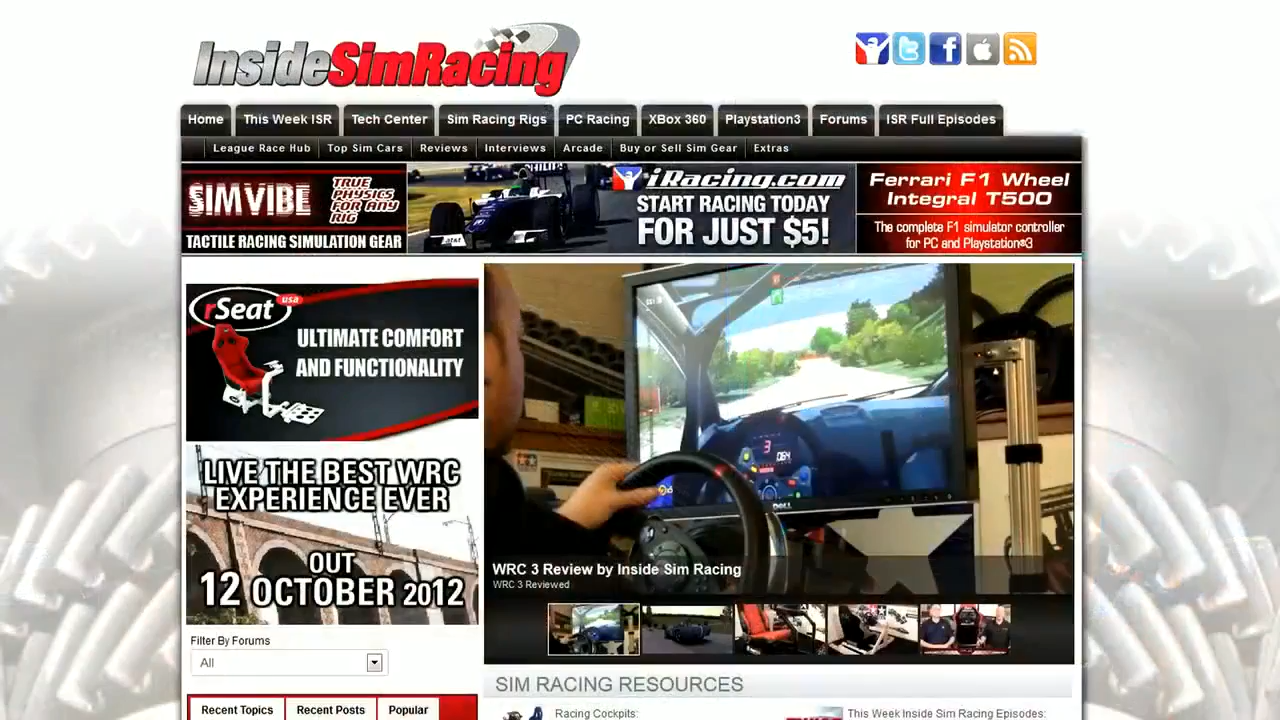 InsideSimRacing
Home This Week ISR Tech Center Sim Racing Rigs PC Racing XBox 360 Playstation3 Forums ISR Full Episodes
League Race Hub Top Sim Cars Reviews Interviews Arcade Buy or Sell Sim Gear Extras
SIMVIBE
TRUE
PHYSICS
FOR ANY
RIG
TACTILE RACING SIMULATION GEAR
PHILIPS
at&t
iRacing.com
START RACING TODAY
FOR JUST $5!
Ferrari F1 Wheel
Integral T500
The complete F1 simulator controller
for PC and Playstation®3
rSeat usa
ULTIMATE COMFORT
AND FUNCTIONALITY
LIVE THE BEST WRC
EXPERIENCE EVER
OUT
12 OCTOBER 2012
3
064
DELL
WRC 3 Review by Inside Sim Racing
WRC 3 Reviewed
Filter By Forums
All
Recent Topics Recent Posts Popular
SIM RACING RESOURCES
Racing Cockpits:
This Week Inside Sim Racing Episodes: